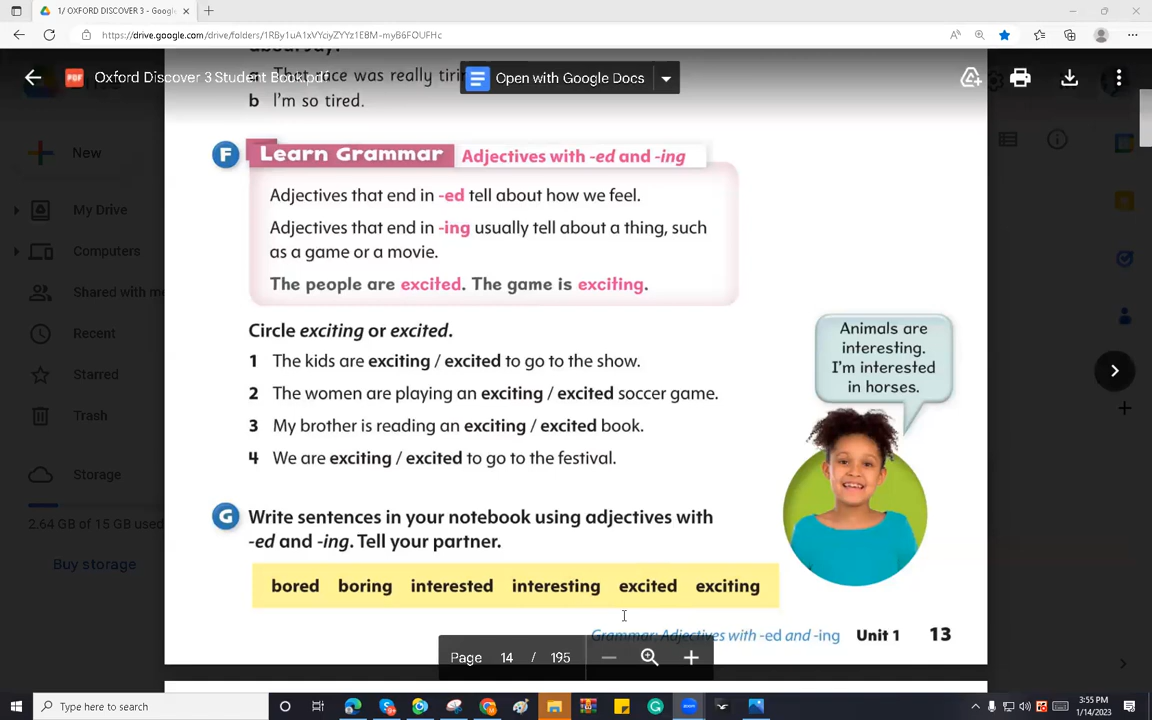 1/ OXFORD DISCOVER 3 - Googl
https://drive.google.com/drive/folders/1RBy1uA1xVYciyZYYz1E8M-myB6FOUFHc
Oxford Discover 3 Student Book.pdf
Open with Google Docs
b I'm so tired.
New
My Drive
Computers
Shared with me
Recent
Starred
Trash
Storage
2.64 GB of 15 GB used
Buy storage
F Learn Grammar Adjectives with -ed and -ing
Adjectives that end in -ed tell about how we feel.
Adjectives that end in -ing usually tell about a thing, such
as a game or a movie.
The people are excited. The game is exciting.
Circle exciting or excited.
1 The kids are exciting / excited to go to the show.
2 The women are playing an exciting / excited soccer game.
3 My brother is reading an exciting / excited book.
4 We are exciting / excited to go to the festival.
Animals are
interesting.
I'm interested
in horses.
G Write sentences in your notebook using adjectives with
-ed and -ing. Tell your partner.
bored boring interested interesting excited exciting
Grammar: Adjectives with -ed and -ing Unit 1 13
Page 14 / 195
Type here to search
3:55 PM
1/14/2023